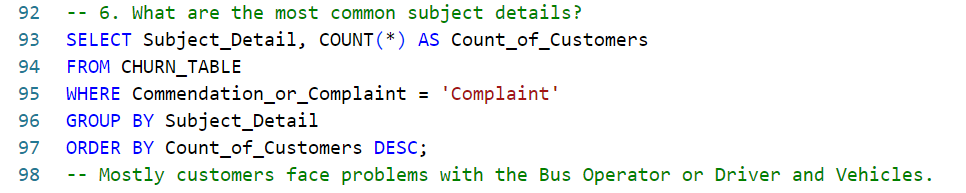 92 -- 6. What are the most common subject details?
93 SELECT Subject_Detail, COUNT(*) AS Count_of_Customers
94 FROM CHURN_TABLE
95 WHERE Commendation_or_Complaint = 'Complaint'
96 GROUP BY Subject_Detail
97 ORDER BY Count_of_Customers DESC;
98 -- Mostly customers face problems with the Bus Operator or Driver and Vehicles.